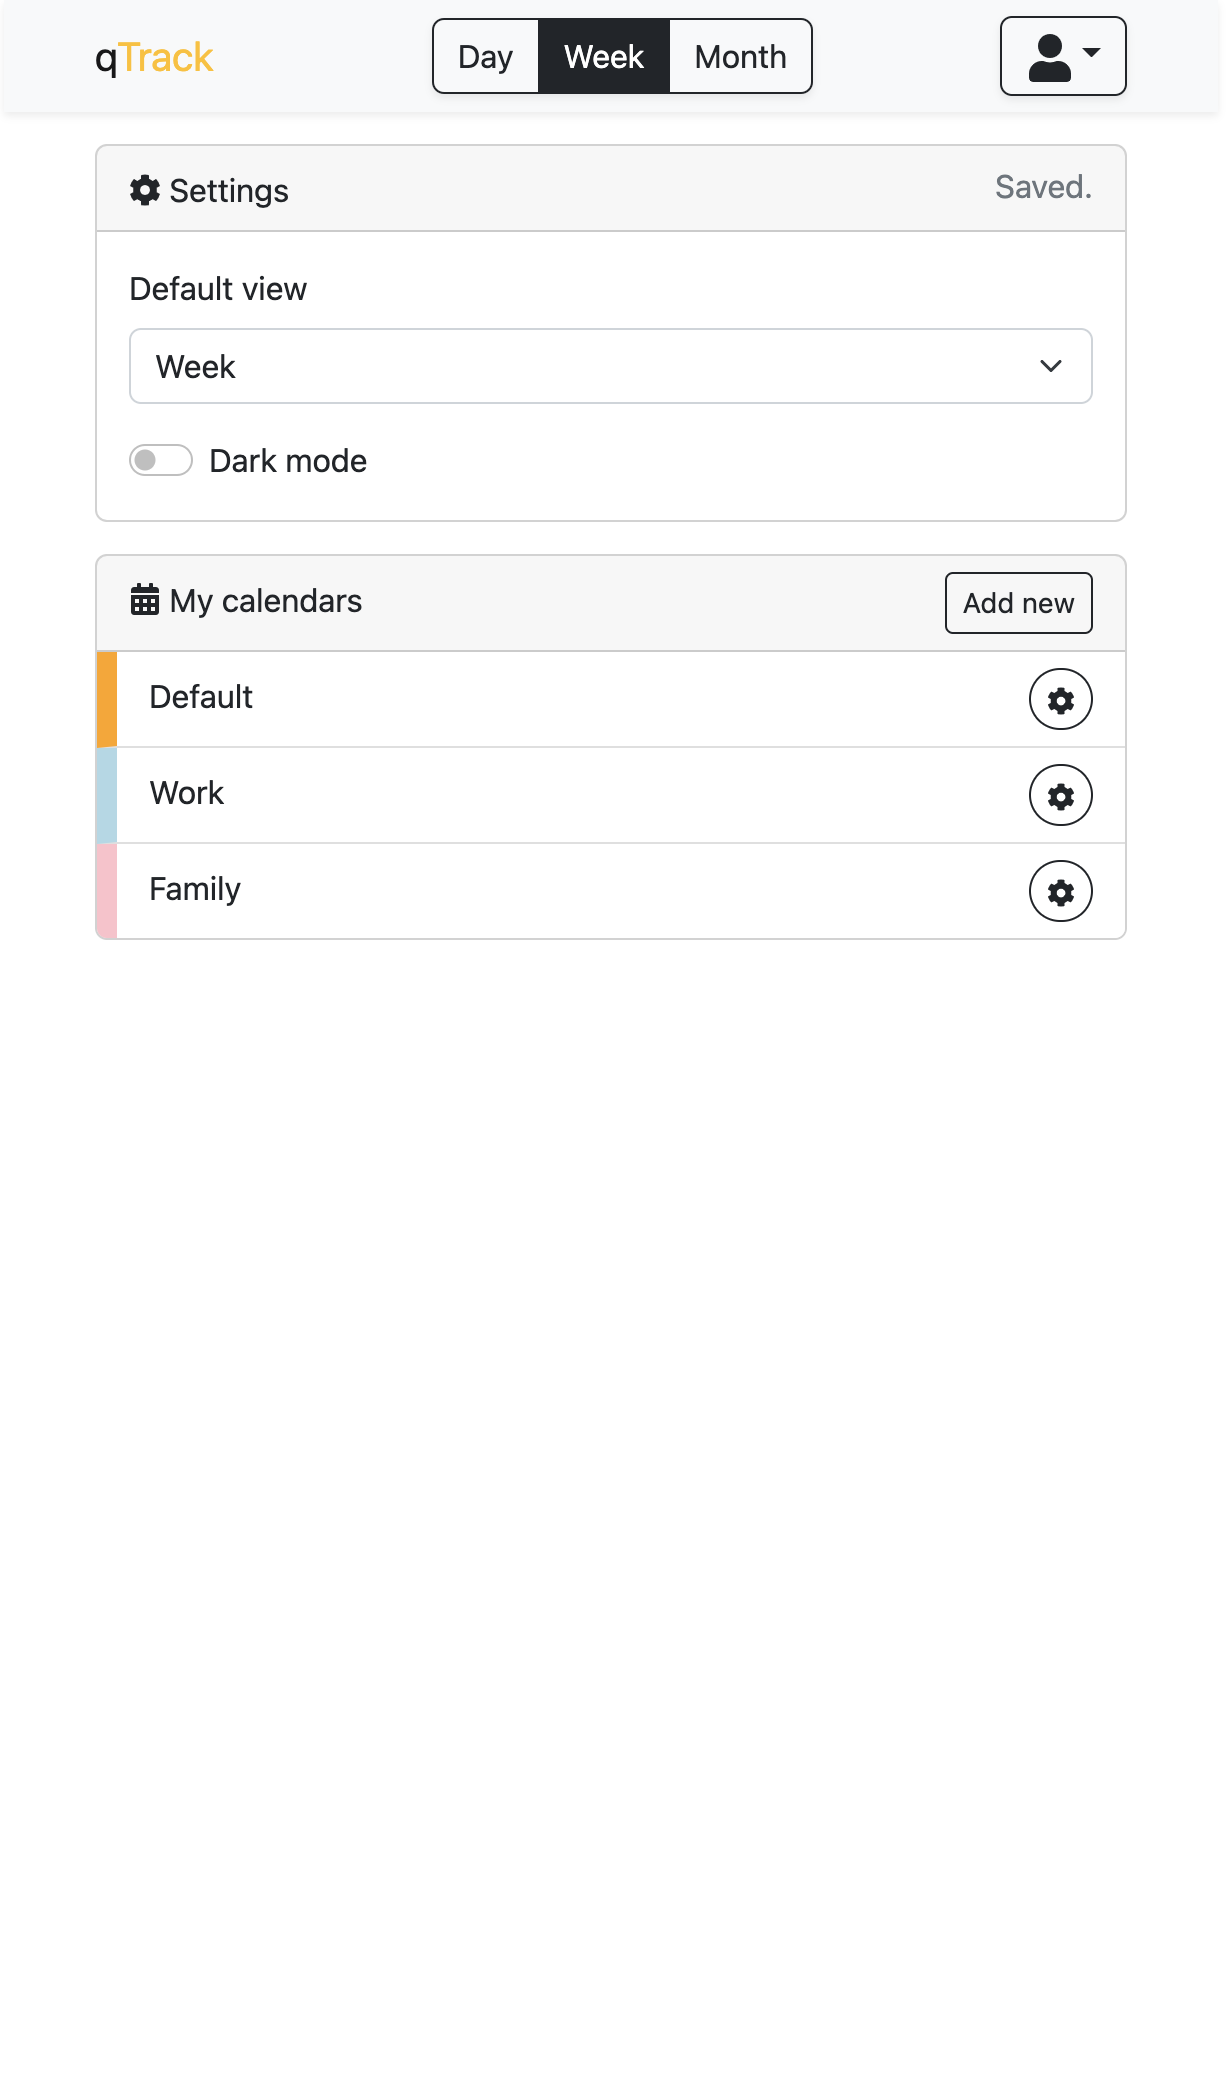 qTrack
Day Week Month
Settings
Saved.
Default view
Week
Dark mode
My calendars
Add new
Default
Work
Family